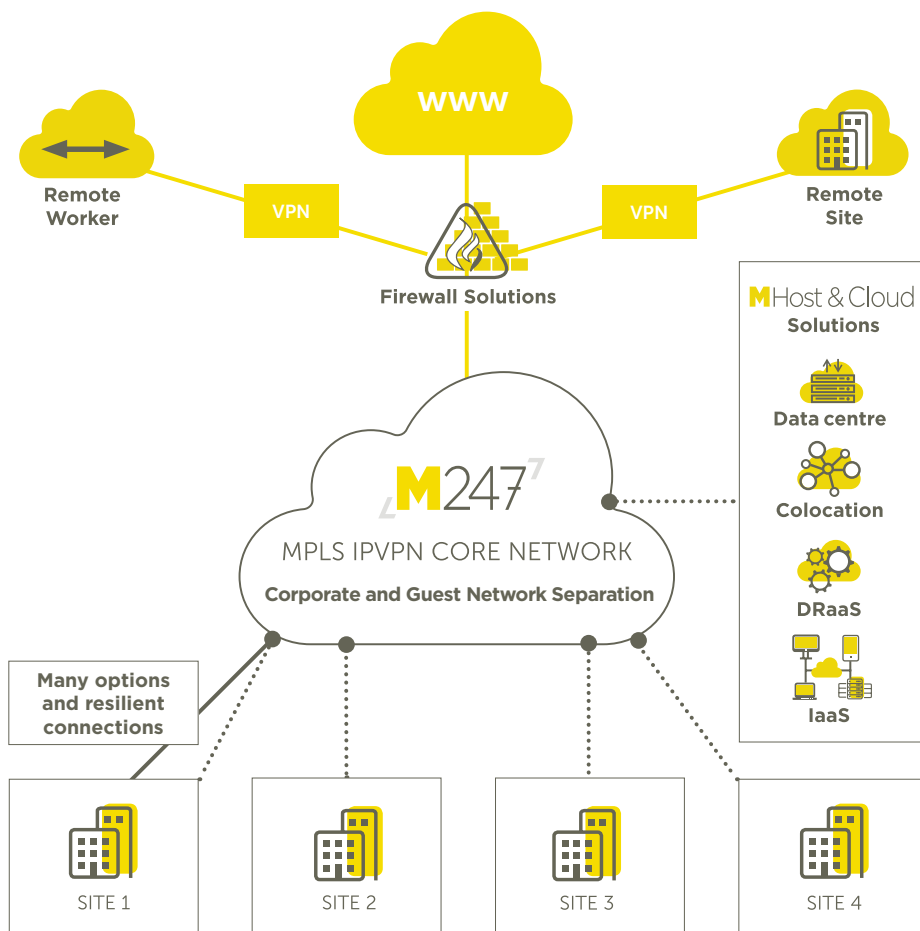 www
Remote
Worker
VPN
VPN
Remote
Site
Firewall Solutions
MHost & Cloud
Solutions
Data centre
Colocation
DRaaS
IaaS
M247
MPLS IPVPN CORE NETWORK
Corporate and Guest Network Separation
Many options
and resilient
connections
SITE 1
SITE 2
SITE 3
SITE 4